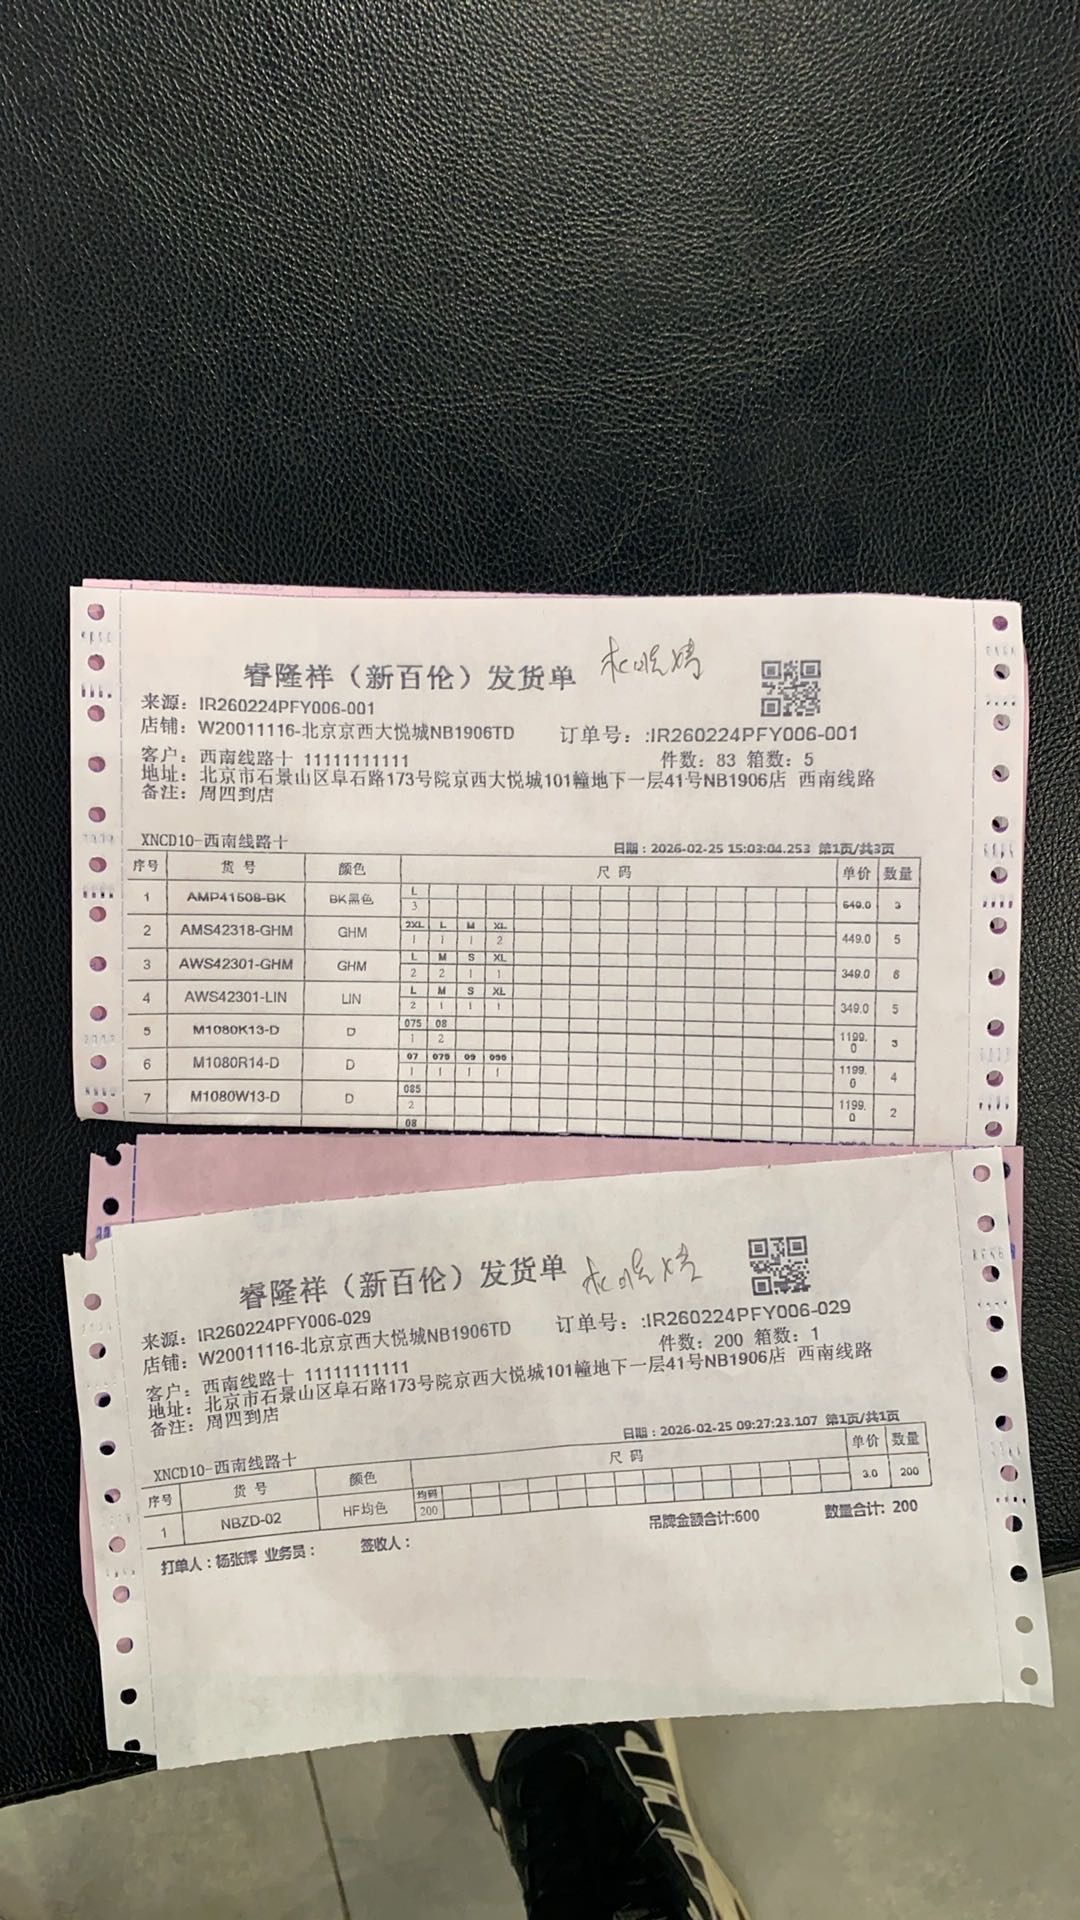 睿隆祥（新百伦）发货单
来源：IR260224PFY006-001
店铺：W20011116-北京京西大悦城NB1906TD 订单号：:IR260224PFY006-001
客户：西南线路十 11111111111 件数：83 箱数：5
地址：北京市石景山区阜石路173号院京西大悦城101幢地下一层41号NB1906店 西南线路
备注：周四到店
XNCD10-西南线路十 日期：2026-02-25 15:03:04.253 第1页/共3页
序号 货号 颜色 尺码 单价 数量
L
1 AMP41508-BK BK黑色 3 649.0 3
2XL L M XL
2 AMS42318-GHM GHM 1 1 1 2 449.0 5
L M S XL
3 AWS42301-GHM GHM 2 2 1 1 349.0 6
L M S XL
4 AWS42301-LIN LIN 2 1 1 1 349.0 5
075 08
5 M1080K13-D D 1 2 1199.0 3
07 075 09 095
6 M1080R14-D D 1 1 1 1 1199.0 4
085
7 M1080W13-D D 2 1199.0 2
08
睿隆祥（新百伦）发货单
来源：IR260224PFY006-029
店铺：W20011116-北京京西大悦城NB1906TD 订单号：:IR260224PFY006-029
客户：西南线路十 11111111111 件数：200 箱数：1
地址：北京市石景山区阜石路173号院京西大悦城101幢地下一层41号NB1906店 西南线路
备注：周四到店
XNCD10-西南线路十 日期：2026-02-25 09:27:23.107 第1页/共1页
序号 货号 颜色 尺码 单价 数量
均码
1 NBZD-02 HF均色 200 3.0 200
打单人：杨张辉 业务员： 签收人： 吊牌金额合计:600 数量合计: 200